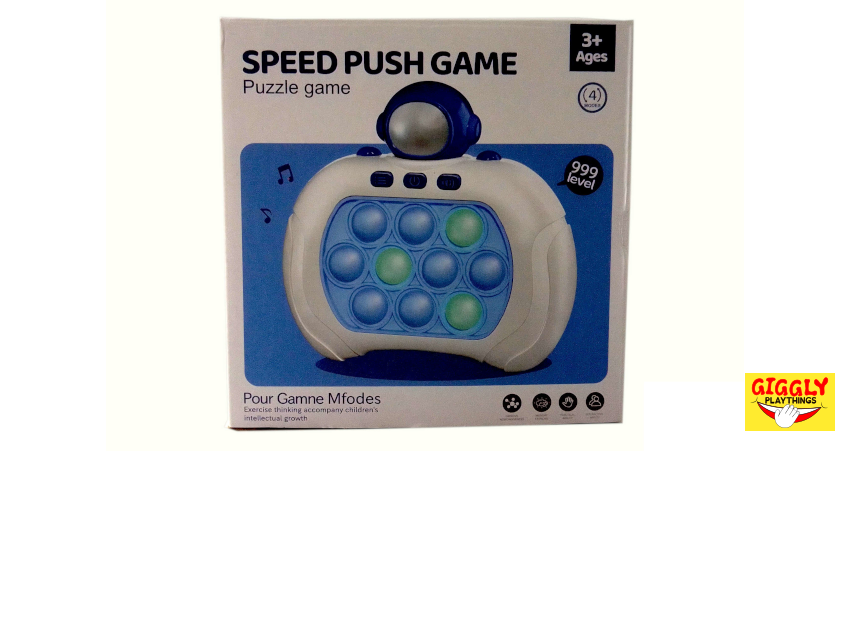 SPEED PUSH GAME
Puzzle game
3+
Ages
4
MODES
999
level
Pour Gamne Mfodes
Exercise thinking accompany children's
intellectual growth
GIGGLY
PLAYTHINGS